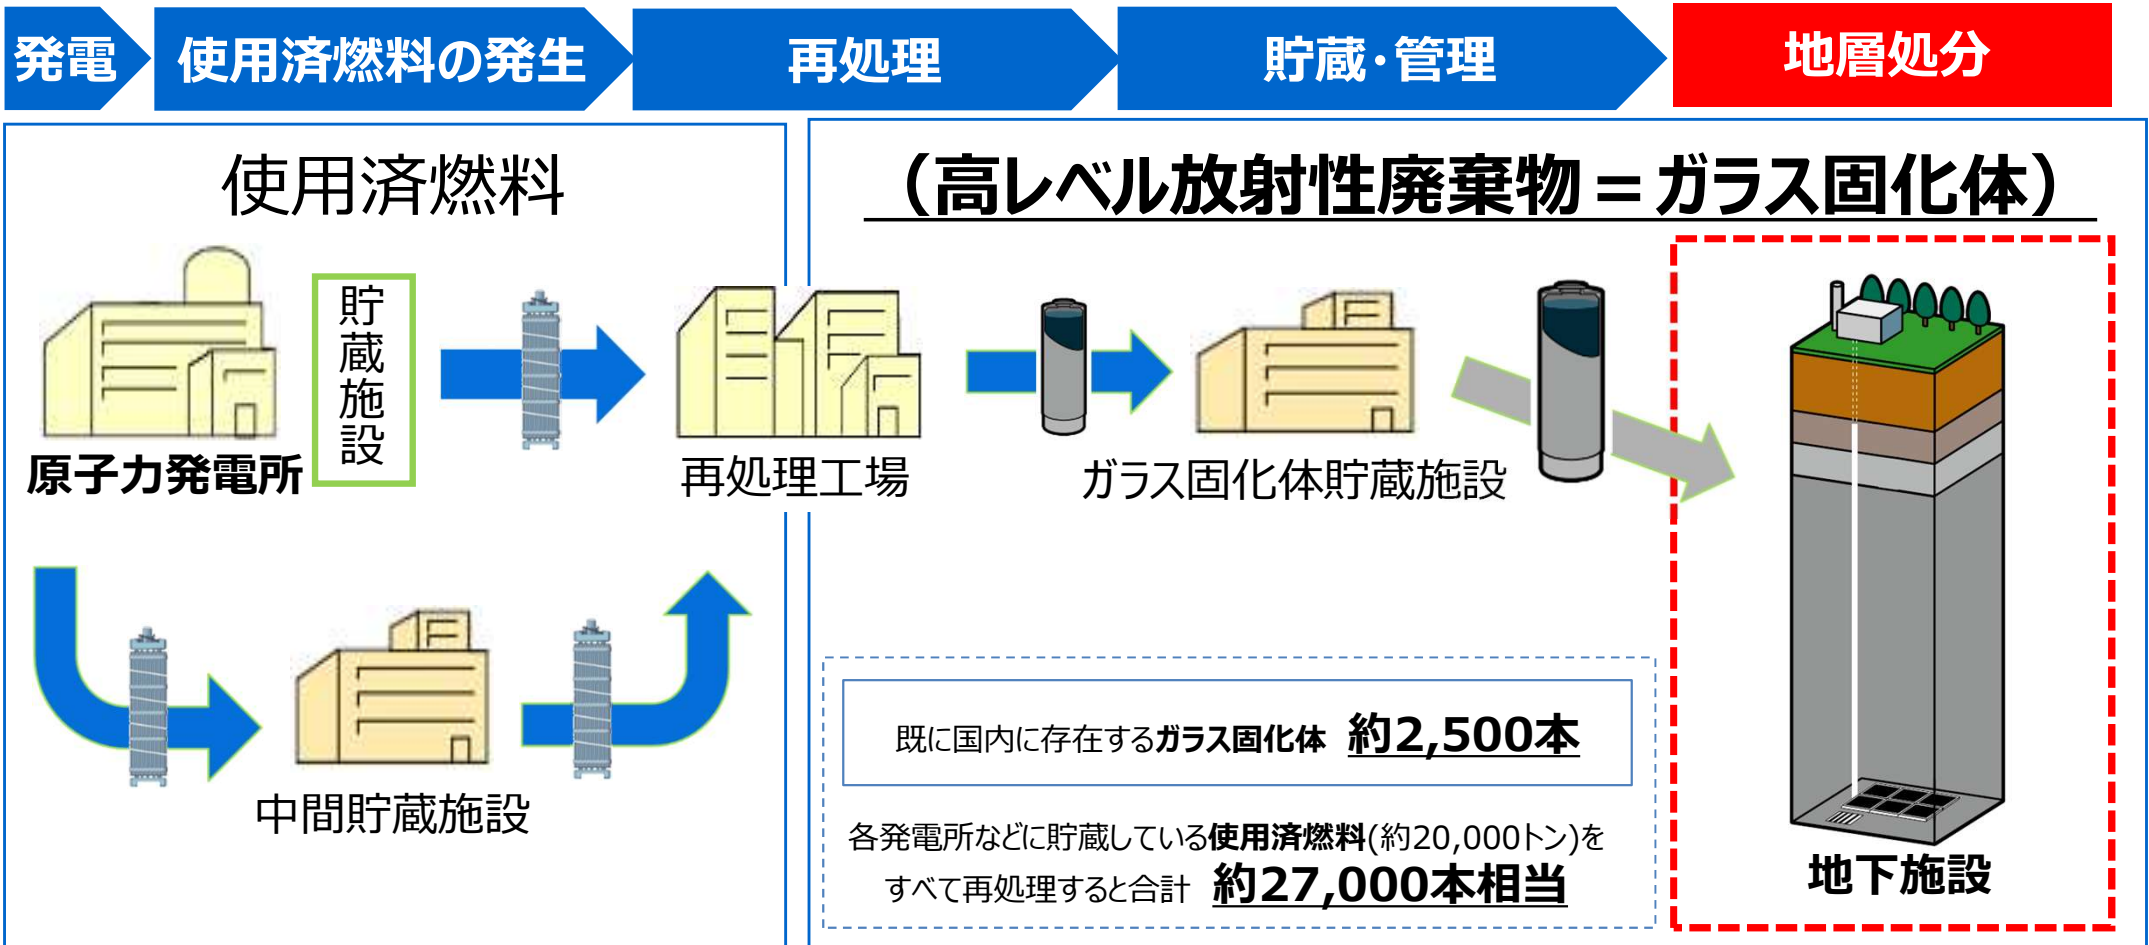 発電
使用済燃料の発生
再処理
貯蔵・管理
地層処分
使用済燃料
(高レベル放射性廃棄物＝ガラス固化体)
原子力発電所
貯蔵施設
再処理工場
ガラス固化体貯蔵施設
中間貯蔵施設
既に国内に存在するガラス固化体 約2,500本
各発電所などに貯蔵している使用済燃料(約20,000トン)を
すべて再処理すると合計 約27,000本相当
地下施設